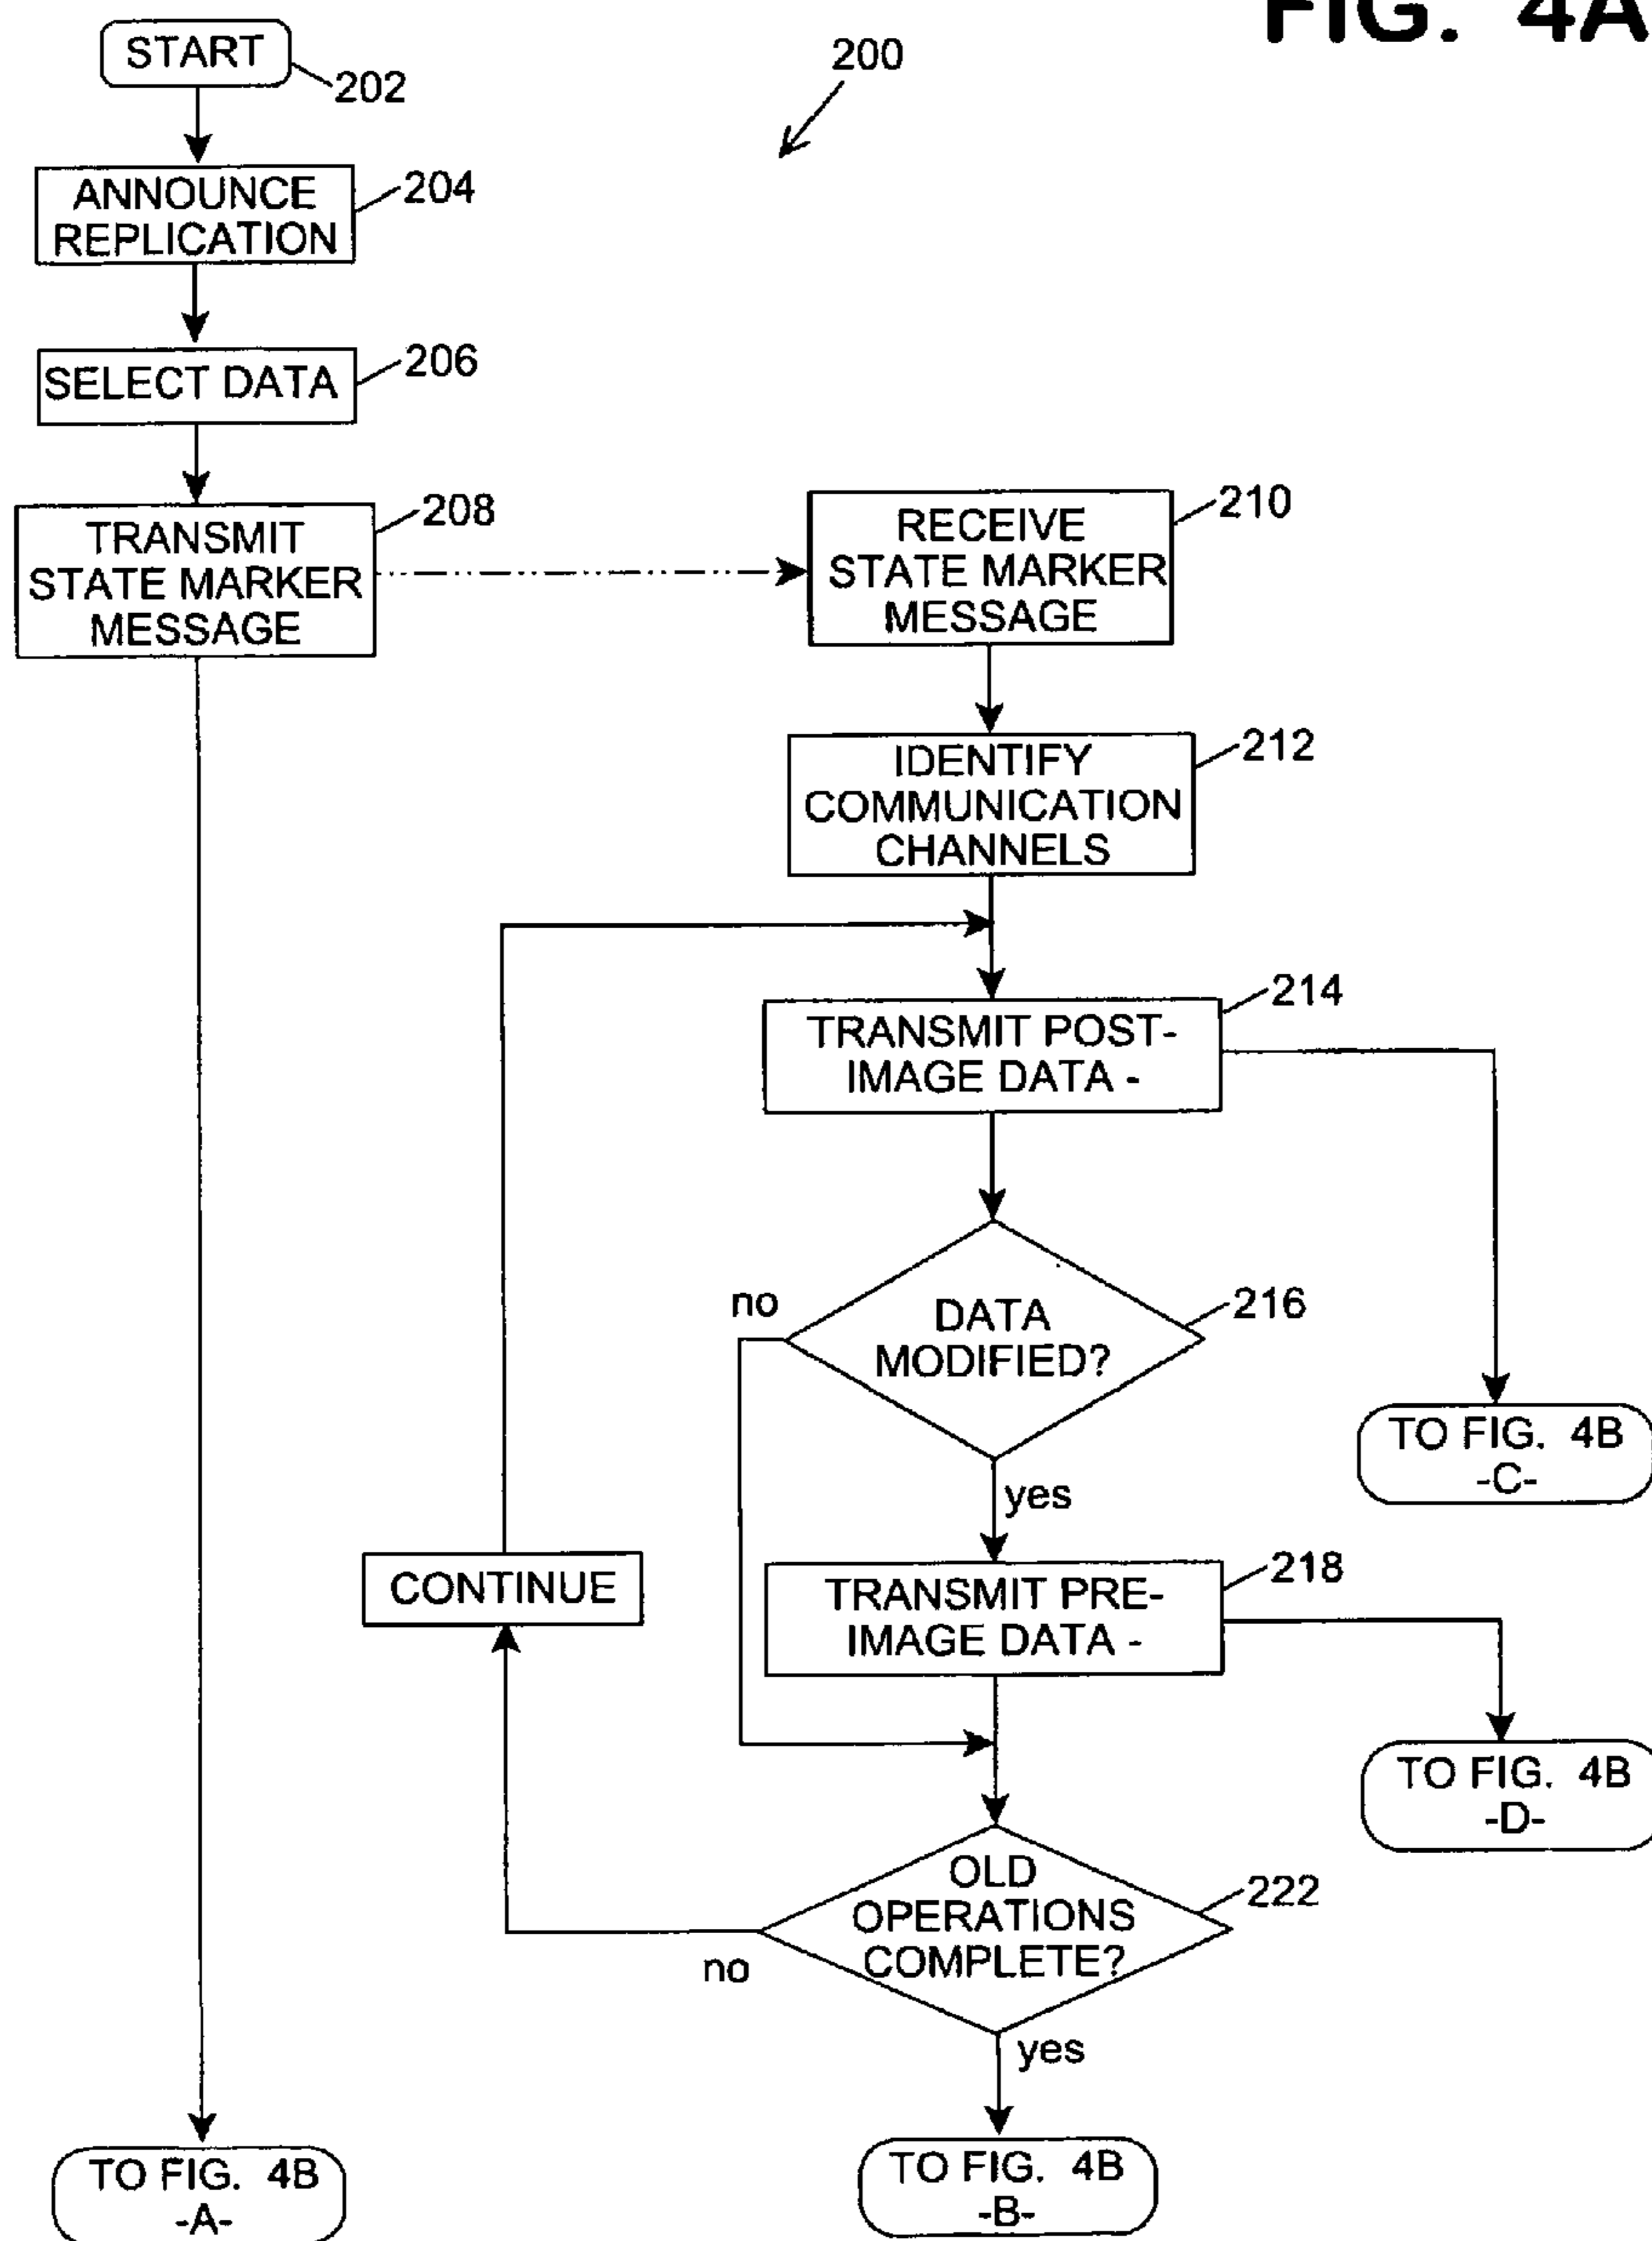 FIG. 4A
START
202
200
ANNOUNCE
REPLICATION
204
SELECT DATA
206
TRANSMIT
STATE MARKER
MESSAGE
208
RECEIVE
STATE MARKER
MESSAGE
210
IDENTIFY
COMMUNICATION
CHANNELS
212
TRANSMIT POST-
IMAGE DATA -
214
DATA
MODIFIED?
216
no
yes
TO FIG. 4B
-C-
CONTINUE
TRANSMIT PRE-
IMAGE DATA -
218
TO FIG. 4B
-D-
OLD
OPERATIONS
COMPLETE?
222
no
yes
TO FIG. 4B
-A-
TO FIG. 4B
-B-